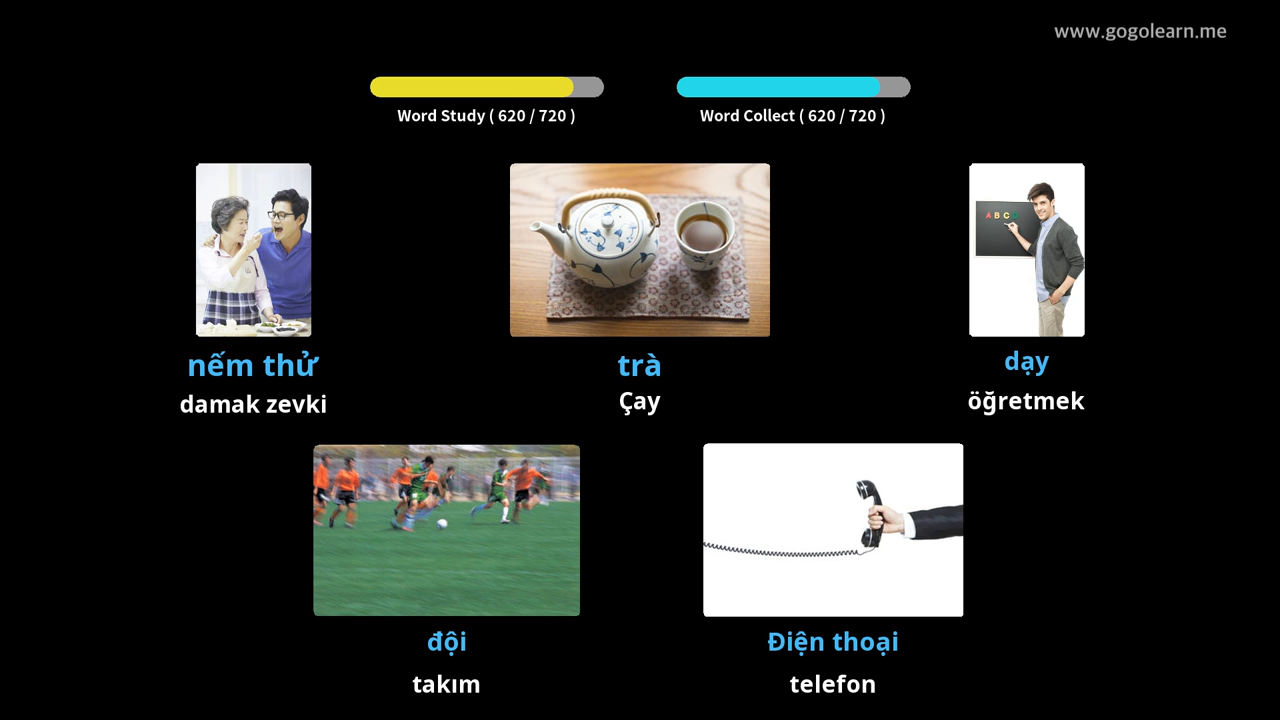 www.gogolearn.me
Word Study ( 620 / 720 )
Word Collect ( 620 / 720 )
nếm thử
damak zevki
trà
Çay
A B C D
dạy
öğretmek
đội
takım
Điện thoại
telefon